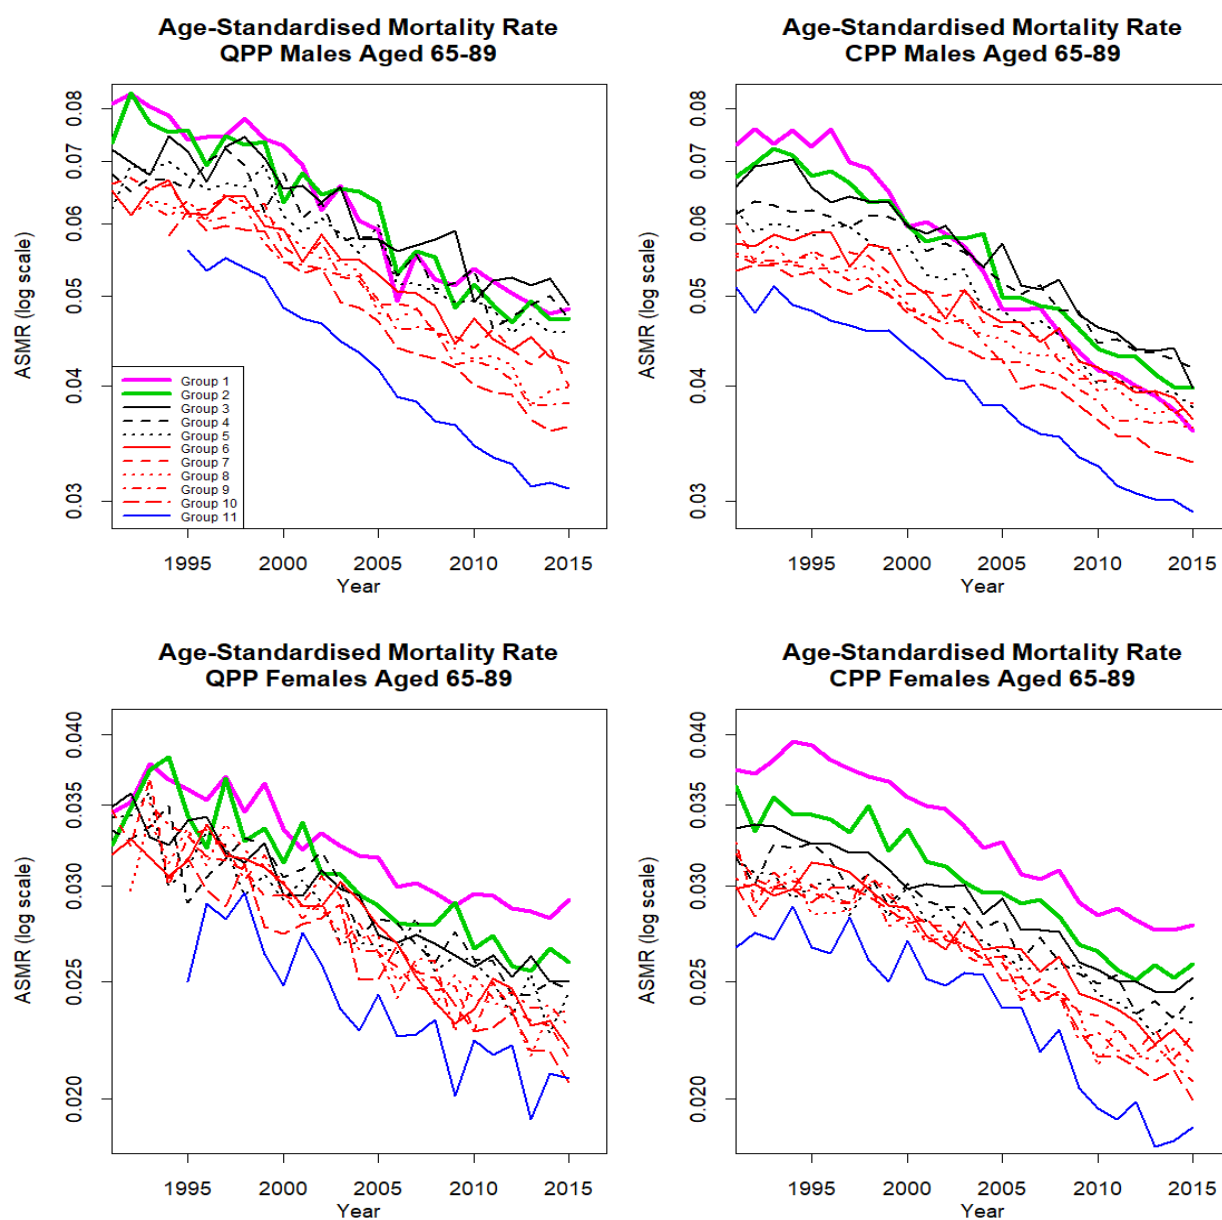 Age-Standardised Mortality Rate
QPP Males Aged 65-89
ASMR (log scale)
0.08
0.07
0.06
0.05
0.04
0.03
Group 1
Group 2
Group 3
Group 4
Group 5
Group 6
Group 7
Group 8
Group 9
Group 10
Group 11
1995 2000 2005 2010 2015
Year
Age-Standardised Mortality Rate
CPP Males Aged 65-89
ASMR (log scale)
0.08
0.07
0.06
0.05
0.04
0.03
1995 2000 2005 2010 2015
Year
Age-Standardised Mortality Rate
QPP Females Aged 65-89
ASMR (log scale)
0.040
0.035
0.030
0.025
0.020
1995 2000 2005 2010 2015
Year
Age-Standardised Mortality Rate
CPP Females Aged 65-89
ASMR (log scale)
0.040
0.035
0.030
0.025
0.020
1995 2000 2005 2010 2015
Year